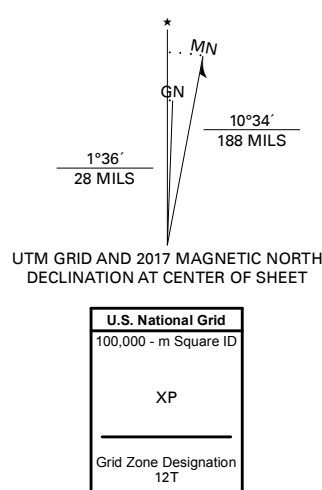 ★
MN
GN
10°34´
188 MILS
1°36´
28 MILS
UTM GRID AND 2017 MAGNETIC NORTH
DECLINATION AT CENTER OF SHEET
U.S. National Grid
100,000 - m Square ID
XP
Grid Zone Designation
12T